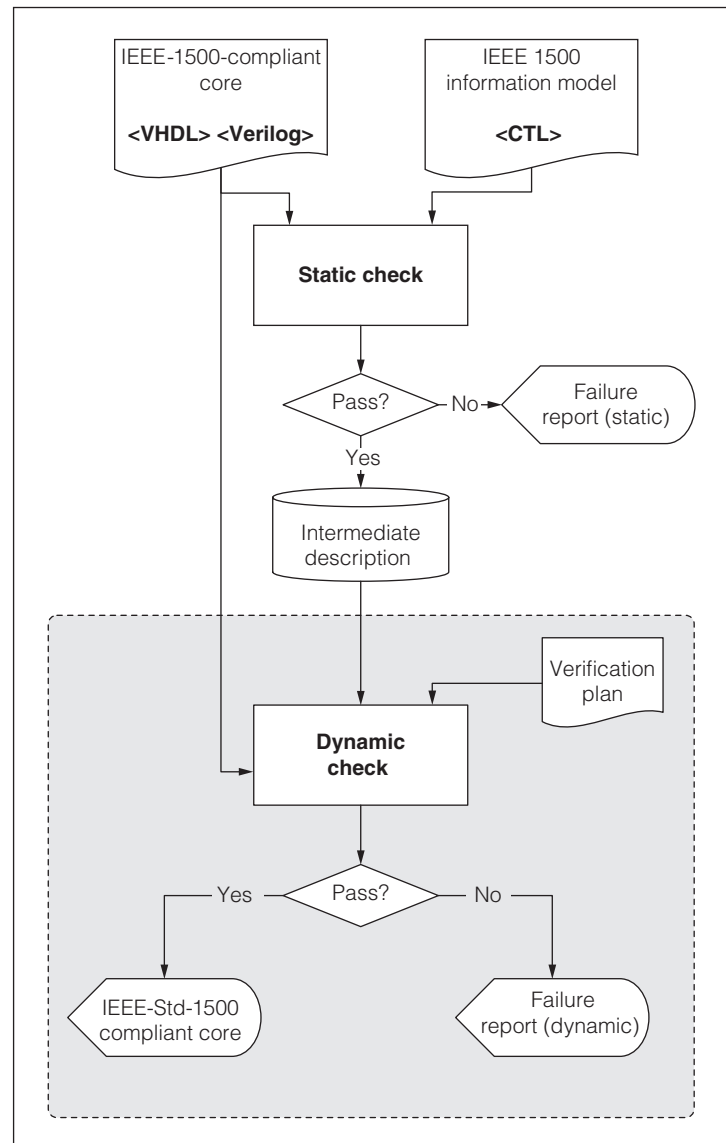 IEEE-1500-compliant
core
<VHDL> <Verilog>
IEEE 1500
information model
<CTL>
Static check
Pass?
No
Failure
report (static)
Yes
Intermediate
description
Verification
plan
Dynamic
check
Yes
Pass?
No
IEEE-Std-1500
compliant core
Failure
report (dynamic)